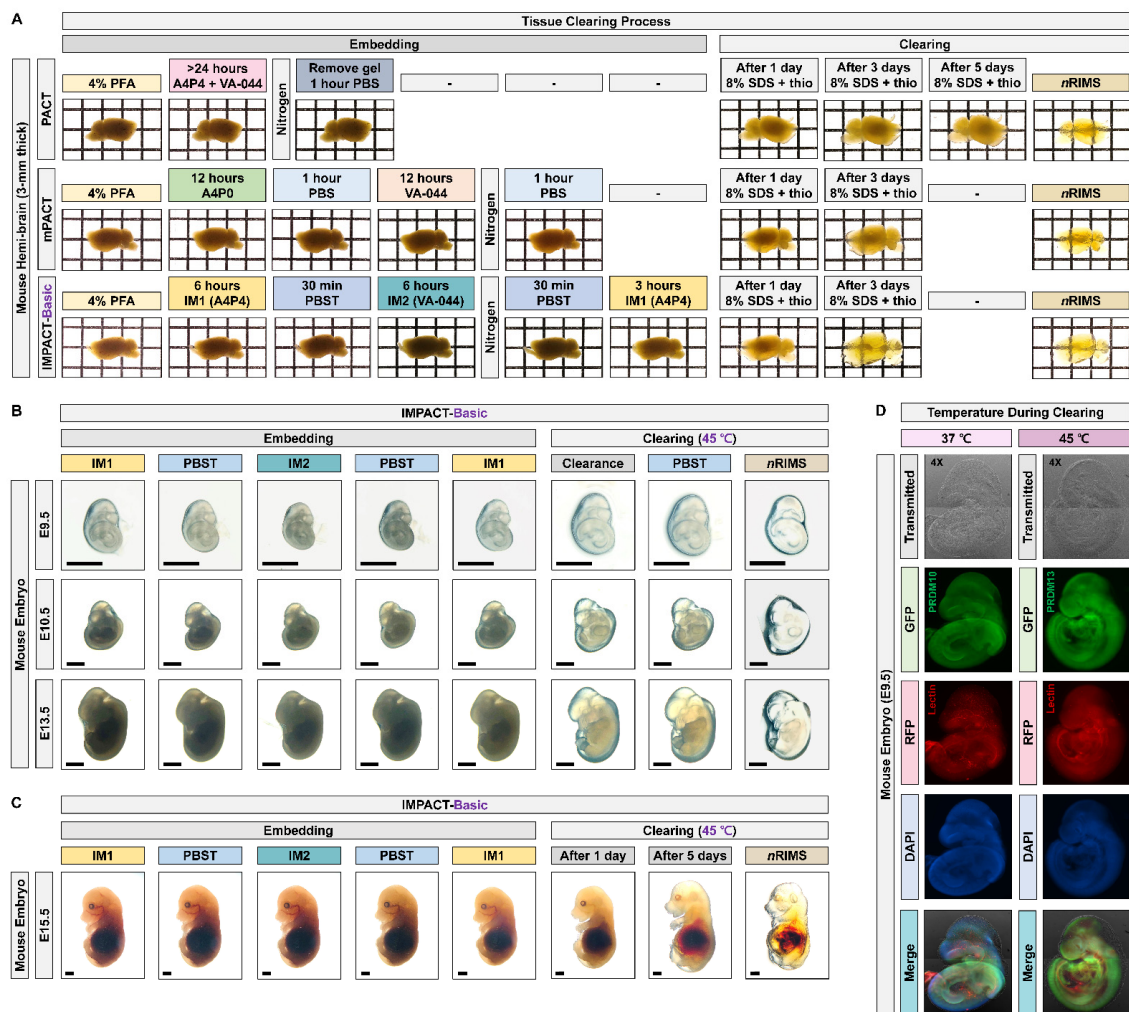 A
Tissue Clearing Process
Embedding
Clearing
Mouse Hemi-brain (3-mm thick)
PACT
4% PFA
>24 hours
A4P4 + VA-044
Nitrogen
Remove gel
1 hour PBS
-
-
-
After 1 day
8% SDS + thio
After 3 days
8% SDS + thio
After 5 days
8% SDS + thio
nRIMS
mPACT
4% PFA
12 hours
A4P0
1 hour
PBS
12 hours
VA-044
Nitrogen
1 hour
PBS
-
After 1 day
8% SDS + thio
After 3 days
8% SDS + thio
-
nRIMS
IMPACT-Basic
4% PFA
6 hours
IM1 (A4P4)
30 min
PBST
6 hours
IM2 (VA-044)
Nitrogen
30 min
PBST
3 hours
IM1 (A4P4)
After 1 day
8% SDS + thio
After 3 days
8% SDS + thio
-
nRIMS
B
IMPACT-Basic
Embedding
Clearing (45 ℃)
IM1
PBST
IM2
PBST
IM1
Clearance
PBST
nRIMS
Mouse Embryo
E9.5
E10.5
E13.5
C
IMPACT-Basic
Embedding
Clearing (45 ℃)
IM1
PBST
IM2
PBST
IM1
After 1 day
After 5 days
nRIMS
Mouse Embryo
E15.5
D
Temperature During Clearing
37 ℃
45 ℃
Mouse Embryo (E9.5)
Transmitted
4X
Transmitted
4X
GFP
PRDM10
GFP
PRDM13
RFP
Lectin
RFP
Lectin
DAPI
DAPI
Merge
Merge